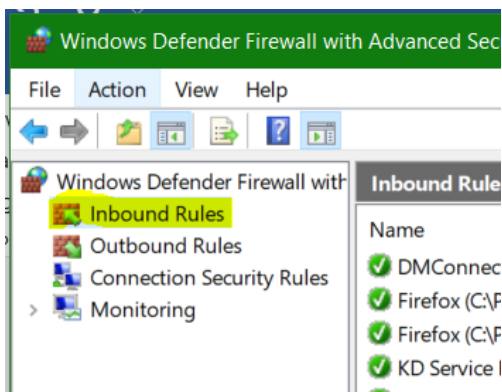 Windows Defender Firewall with Advanced Sec
File Action View Help
Windows Defender Firewall with
Inbound Rules
Outbound Rules
Connection Security Rules
Monitoring
Inbound Rule
Name
DMConnec
Firefox (C:\P
Firefox (C:\P
KD Service